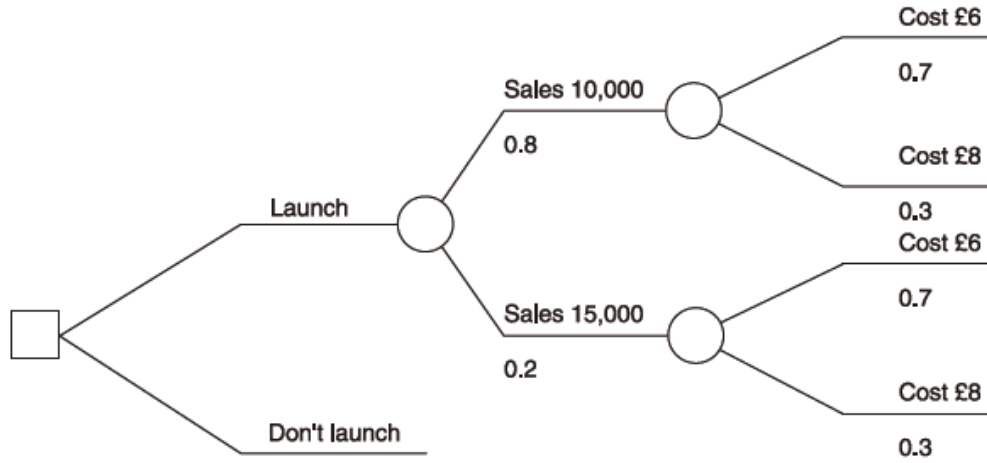 Cost £6
0.7
Sales 10,000
0.8
Cost £8
0.3
Launch
Cost £6
0.7
Sales 15,000
0.2
Cost £8
0.3
Don't launch